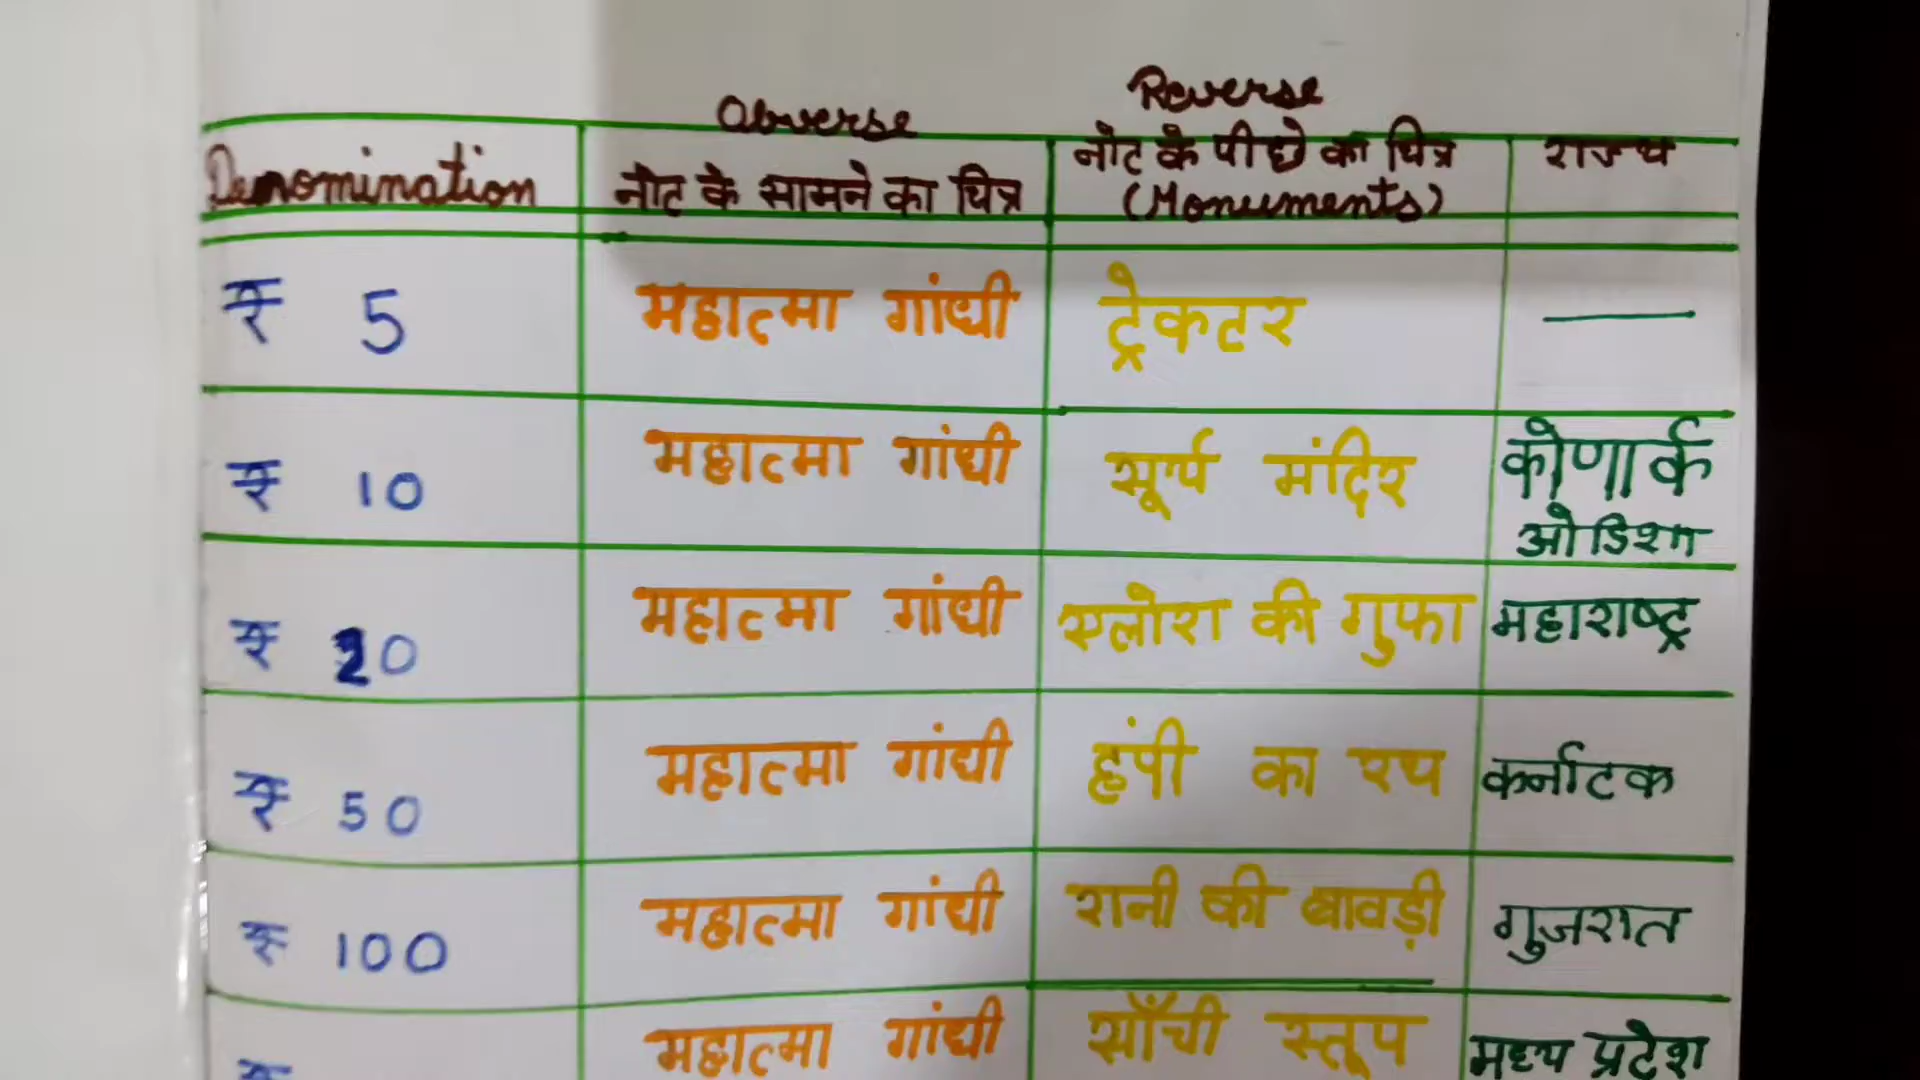 Obverse Reverse
Denomination नोट के सामने का चित्र नोट के पीछे का चित्र (Monuments) राज्य
₹ 5 महात्मा गांधी ट्रेकटर —
₹ 10 महात्मा गांधी सूर्य मंदिर कोणार्क ओडिशा
₹ 20 महात्मा गांधी एलोरा की गुफा महाराष्ट्र
₹ 50 महात्मा गांधी हंपी का रथ कर्नाटक
₹ 100 महात्मा गांधी रानी की बावड़ी गुजरात
₹ महात्मा गांधी साँची स्तूप मध्य प्रदेश